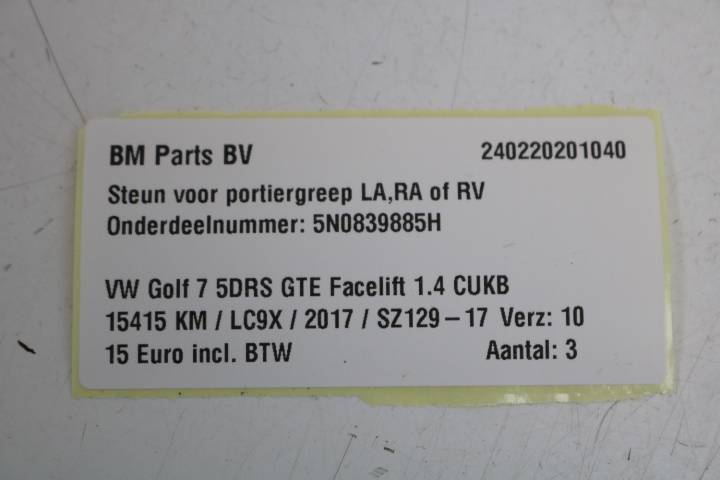 BM Parts BV 240220201040
Steun voor portiergreep LA,RA of RV
Onderdeelnummer: 5N0839885H
VW Golf 7 5DRS GTE Facelift 1.4 CUKB
15415 KM / LC9X / 2017 / SZ129-17 Verz: 10
15 Euro incl. BTW Aantal: 3